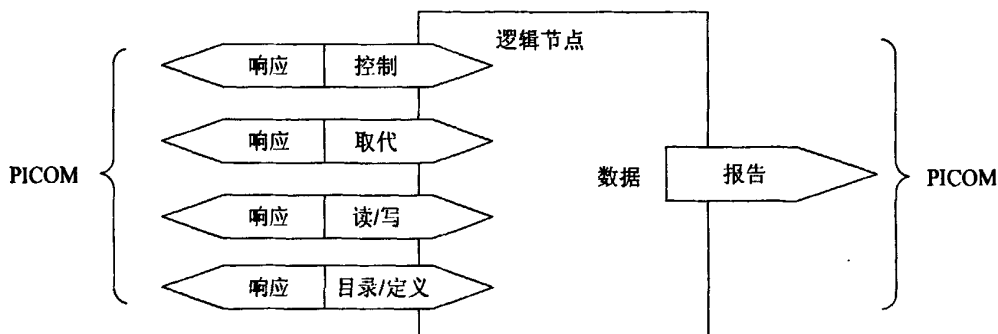 逻辑节点
响应 控制
响应 取代
PICOM
响应 读/写
响应 目录/定义
数据
报告
PICOM